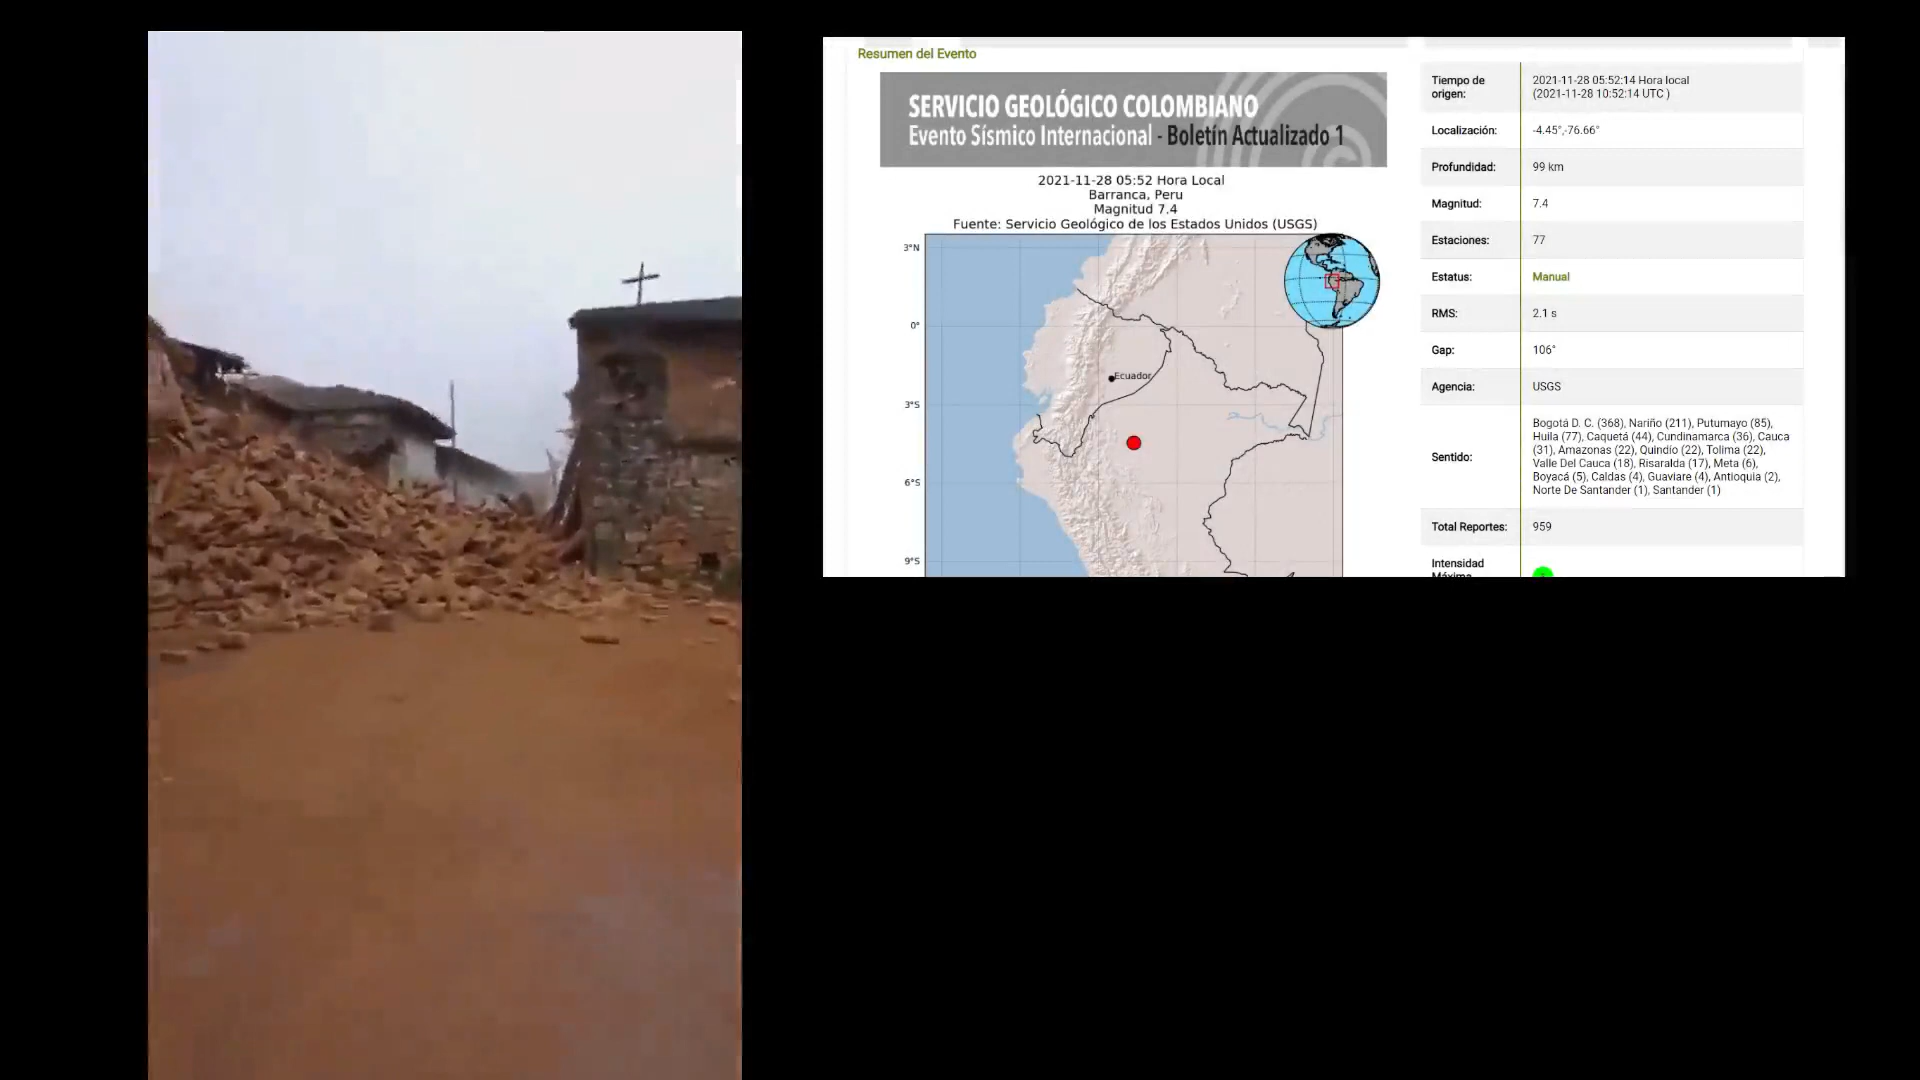 Resumen del Evento
SERVICIO GEOLÓGICO COLOMBIANO
Evento Sísmico Internacional - Boletín Actualizado 1
2021-11-28 05:52 Hora Local
Barranca, Peru
Magnitud 7.4
Fuente: Servicio Geológico de los Estados Unidos (USGS)
3°N
0°
Ecuador
3°S
6°S
9°S
Tiempo de origen:
2021-11-28 05:52:14 Hora local
(2021-11-28 10:52:14 UTC )
Localización:
-4.45°,-76.66°
Profundidad:
99 km
Magnitud:
7.4
Estaciones:
77
Estatus:
Manual
RMS:
2.1 s
Gap:
106°
Agencia:
USGS
Sentido:
Bogotá D. C. (368), Nariño (211), Putumayo (85),
Huila (77), Caquetá (44), Cundinamarca (36), Cauca
(31), Amazonas (22), Quindío (22), Tolima (22),
Valle Del Cauca (18), Risaralda (17), Meta (6),
Boyacá (5), Caldas (4), Guaviare (4), Antioquia (2),
Norte De Santander (1), Santander (1)
Total Reportes:
959
Intensidad
Máxima